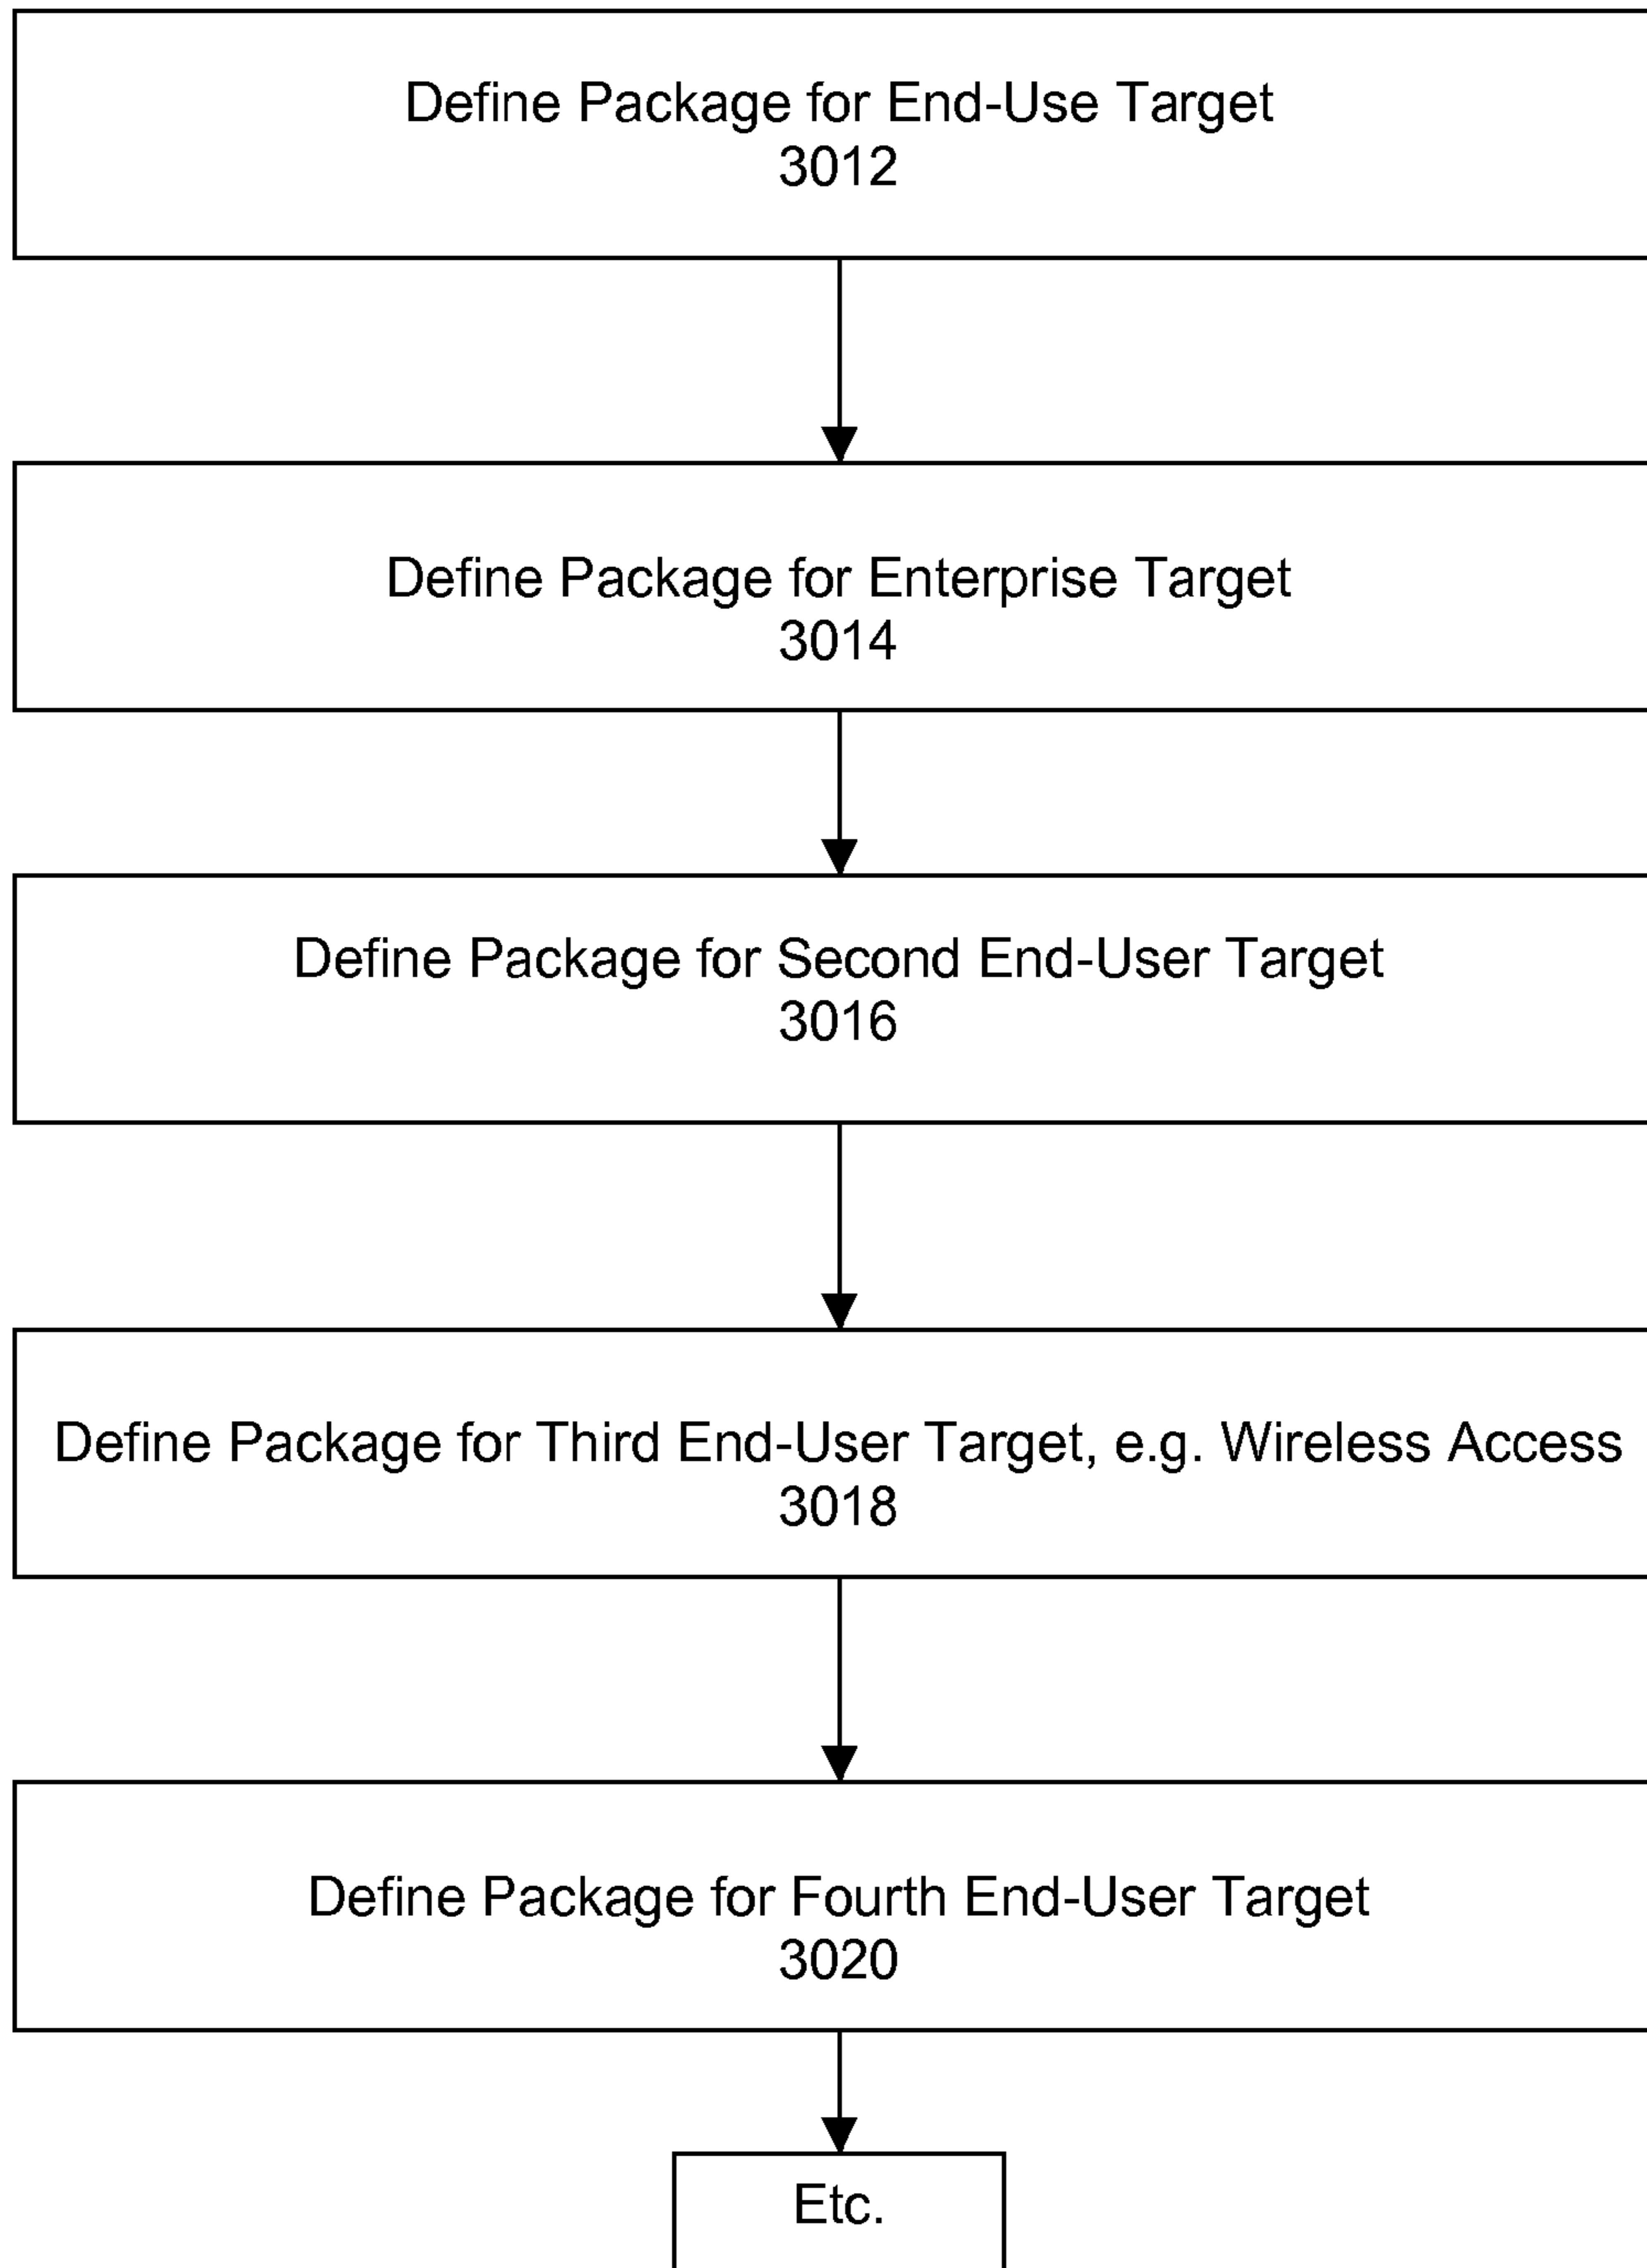 Define Package for End-Use Target
3012
Define Package for Enterprise Target
3014
Define Package for Second End-User Target
3016
Define Package for Third End-User Target, e.g. Wireless Access
3018
Define Package for Fourth End-User Target
3020
Etc.